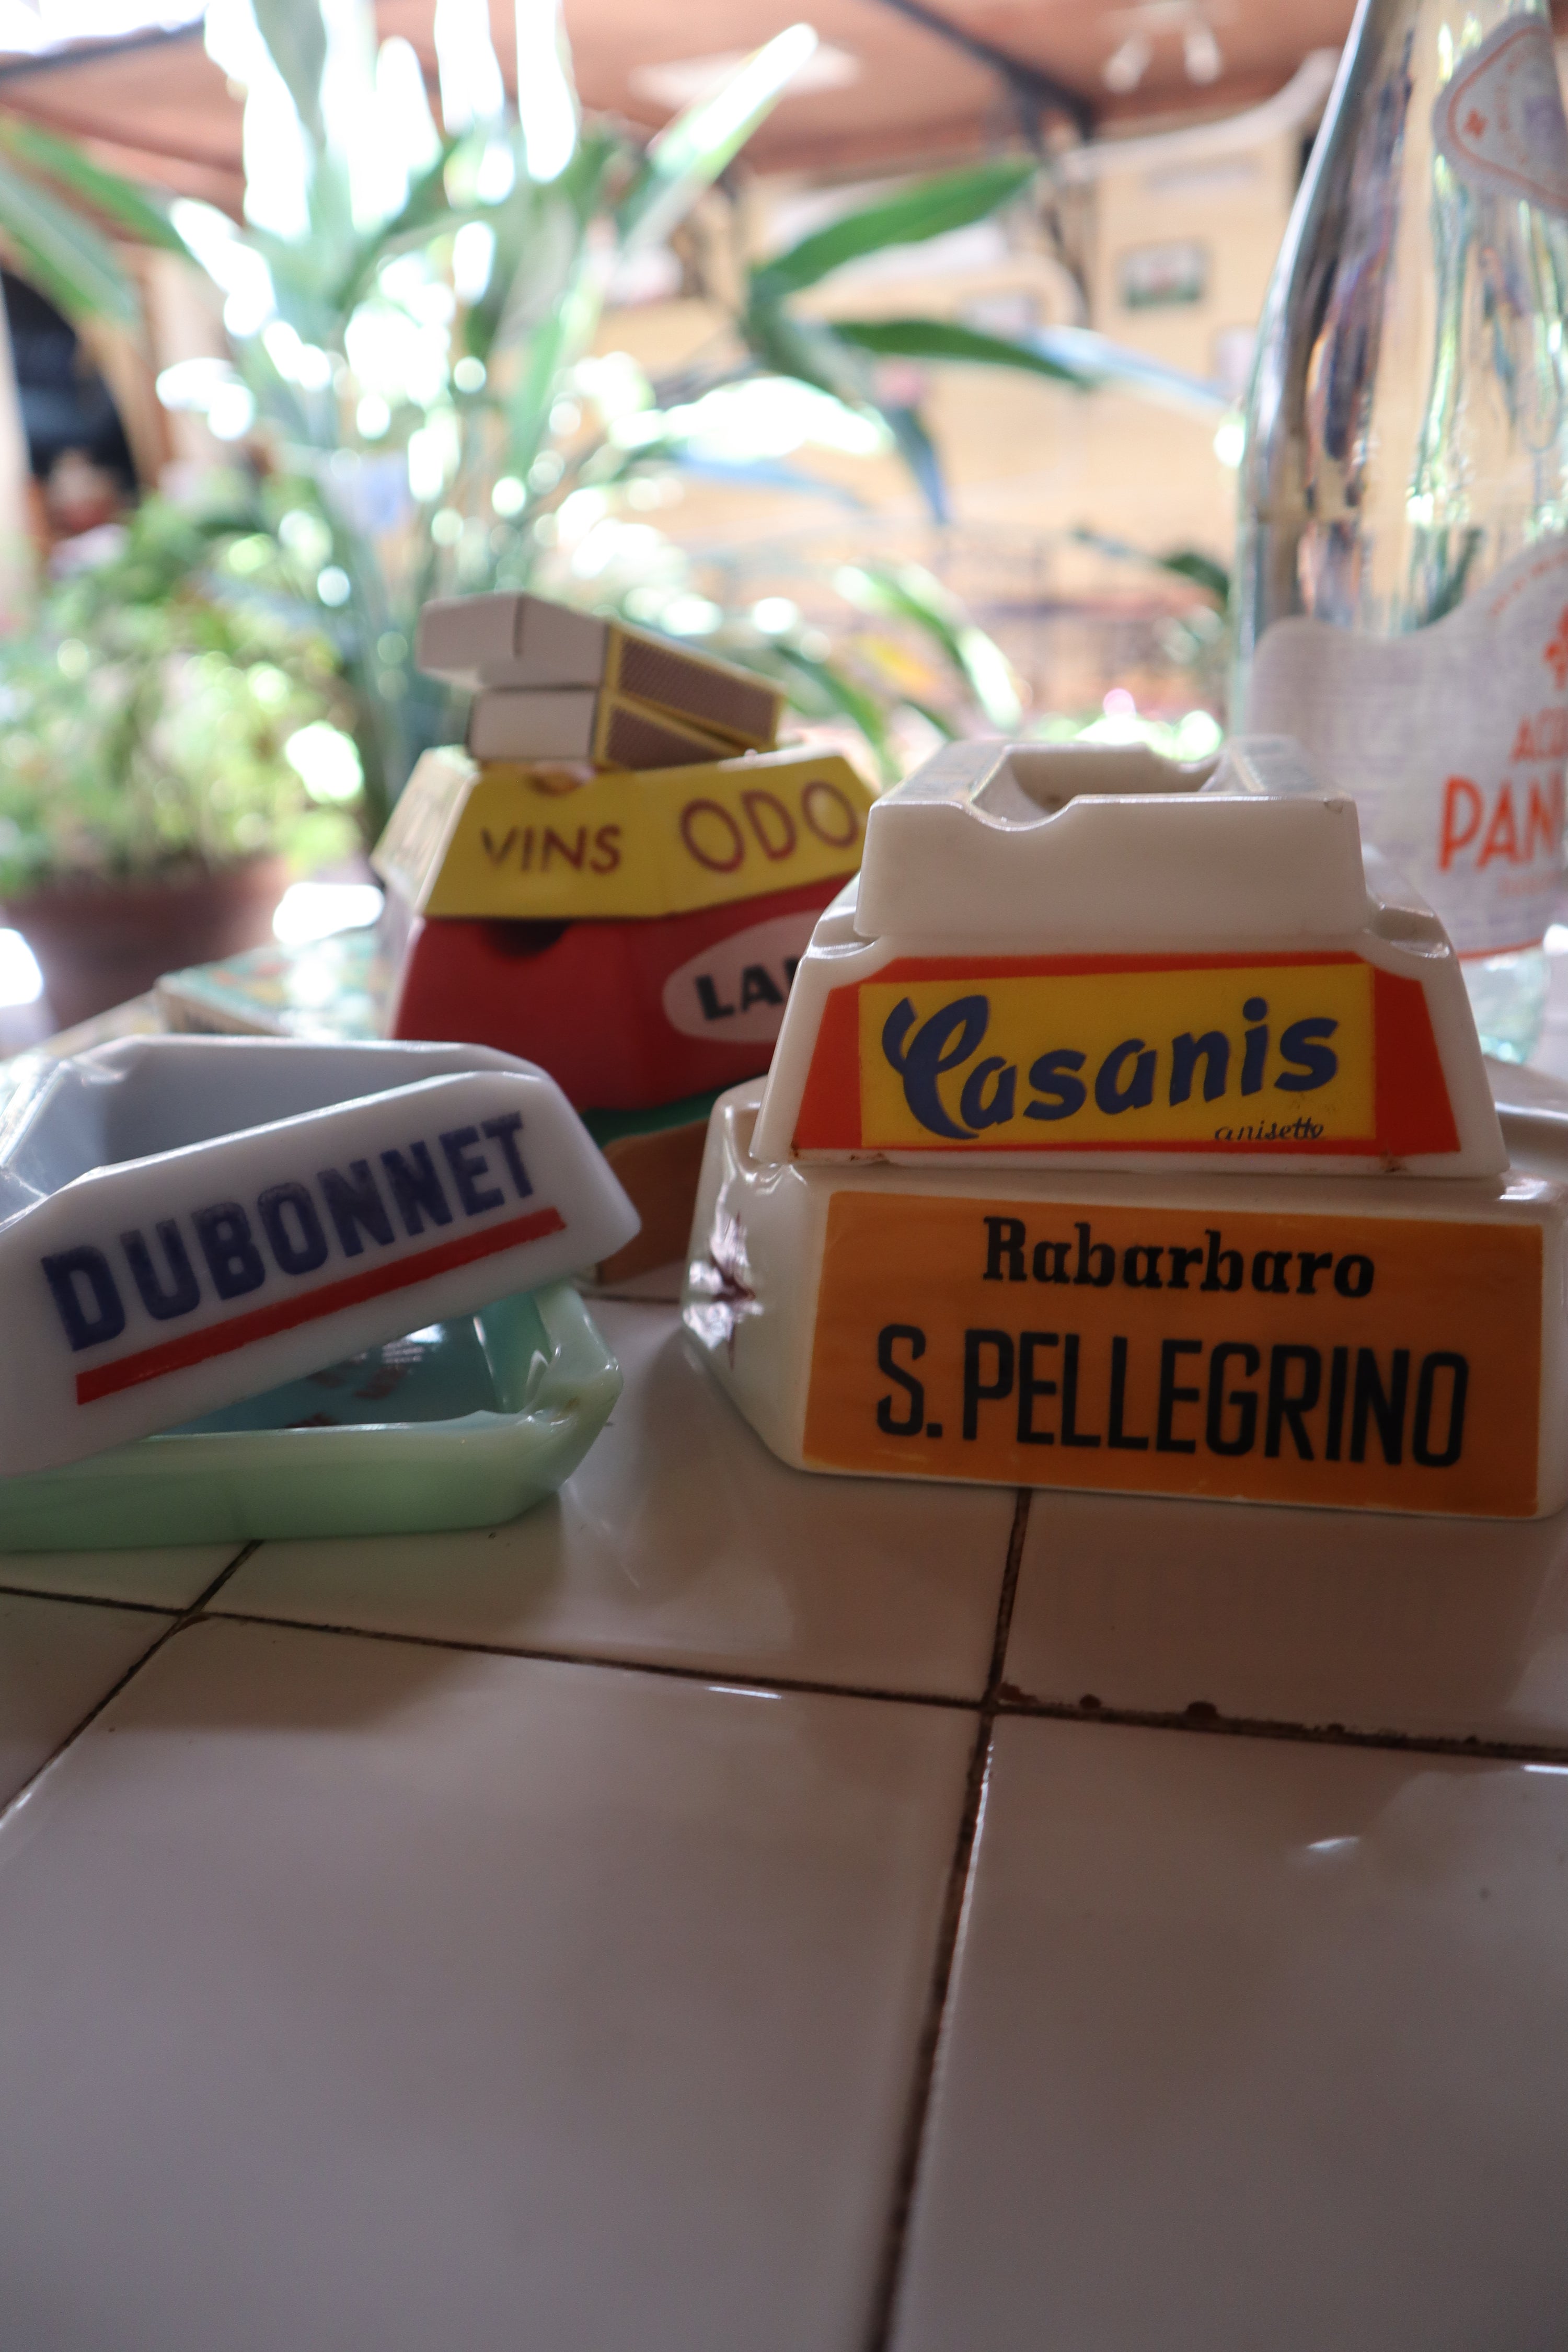 VINS ODO
LA
PAN
Casanis
anisette
DUBONNET
Rabarbaro
S. PELLEGRINO